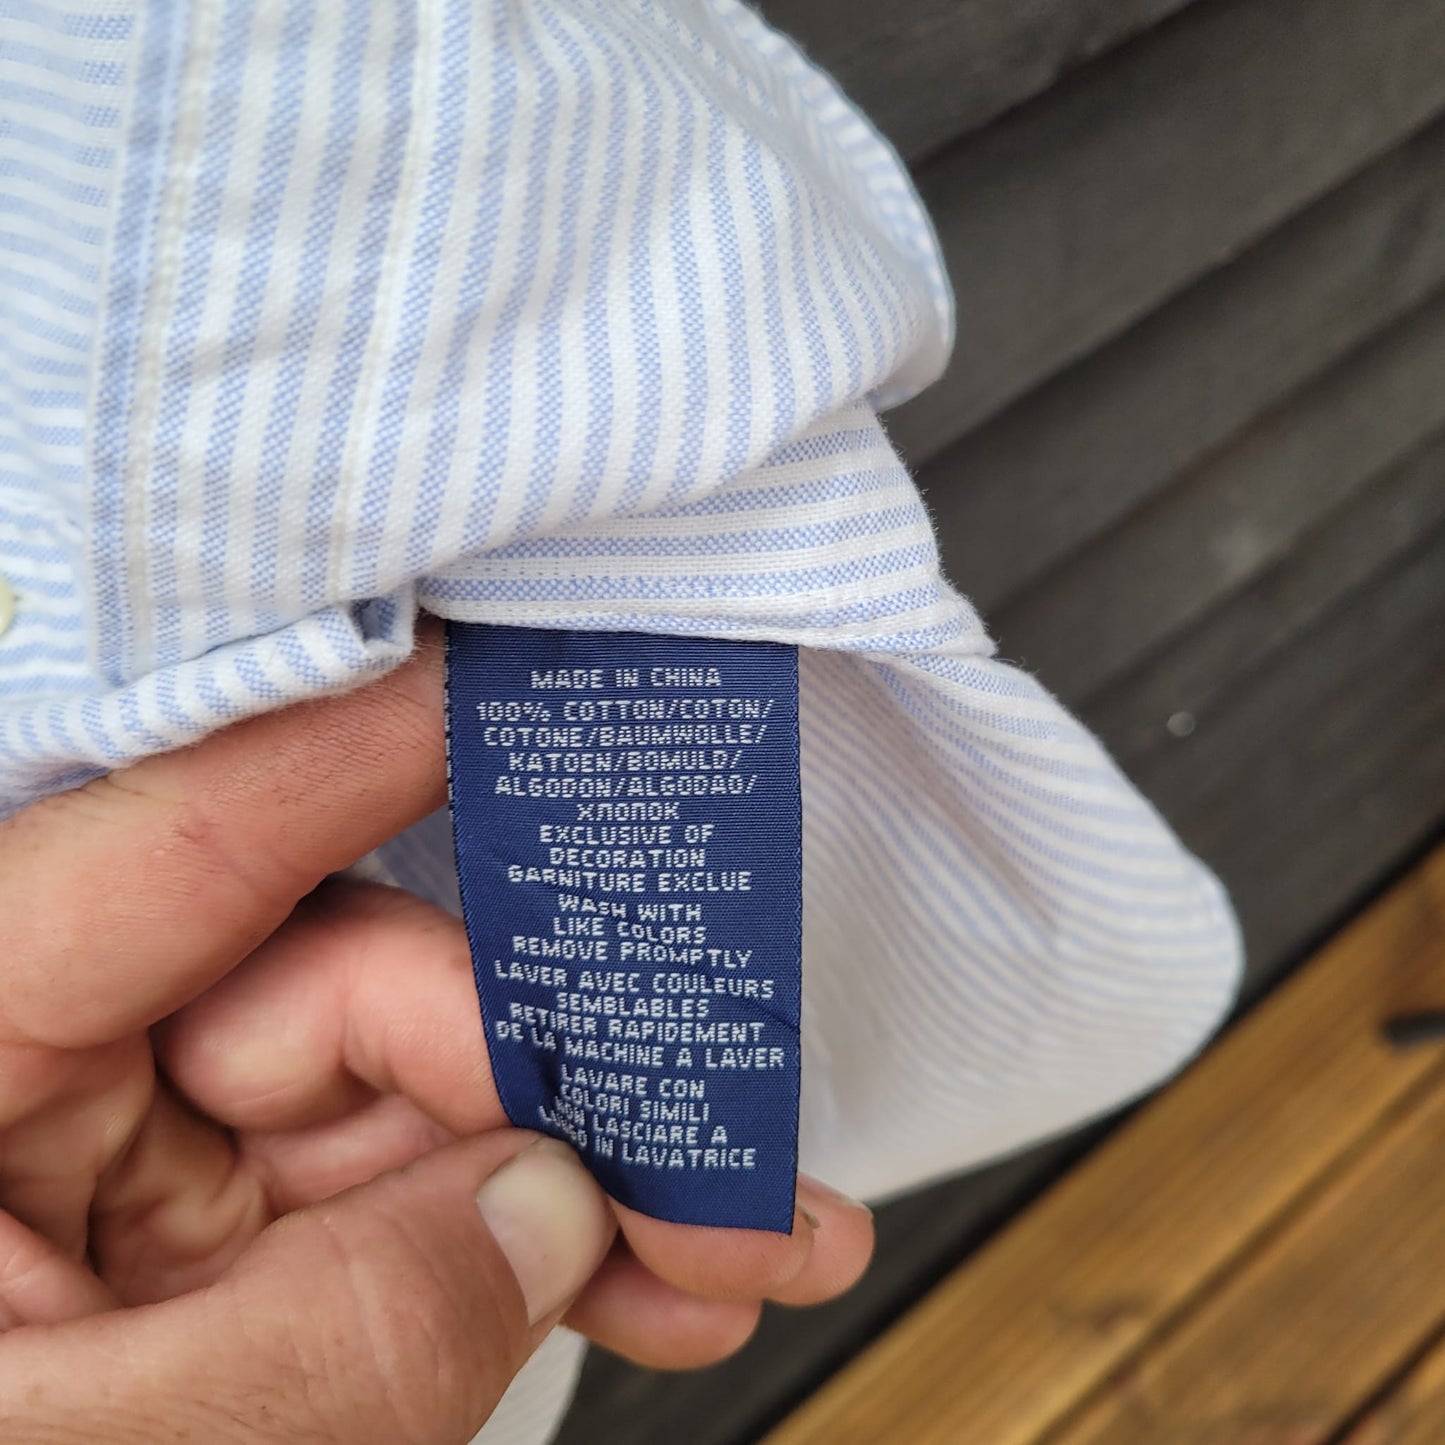 MADE IN CHINA
100% COTTON/COTON/
COTONE/BAUMWOLLE/
KATOEN/BOMULD/
ALGODON/ALGODAO/
ХЛОПОК
EXCLUSIVE OF
DECORATION
GARNITURE EXCLUE
WASH WITH
LIKE COLORS
REMOVE PROMPTLY
LAVER AVEC COULEURS
SEMBLABLES
RETIRER RAPIDEMENT
DE LA MACHINE A LAVER
LAVARE CON
COLORI SIMILI
NON LASCIARE A
IN LAVATRICE